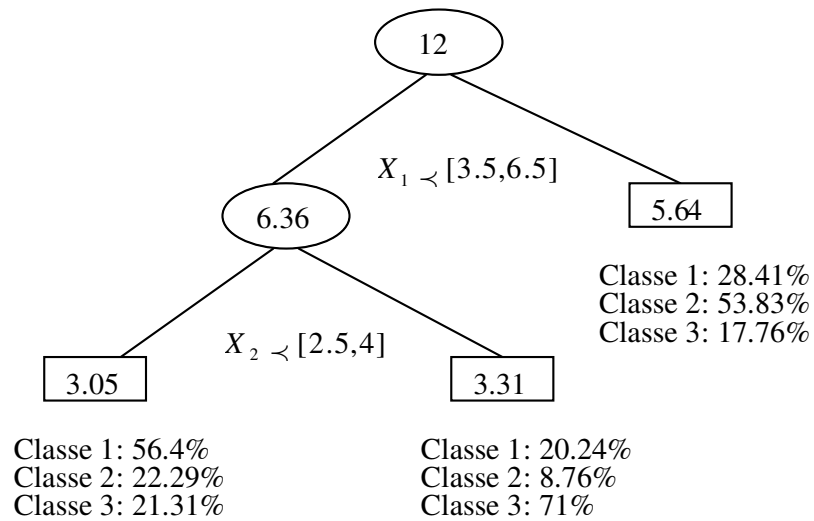 12
X₁ ≺ [3.5,6.5]
6.36
5.64
Classe 1: 28.41%
Classe 2: 53.83%
Classe 3: 17.76%
X₂ ≺ [2.5,4]
3.05
3.31
Classe 1: 56.4%
Classe 2: 22.29%
Classe 3: 21.31%
Classe 1: 20.24%
Classe 2: 8.76%
Classe 3: 71%